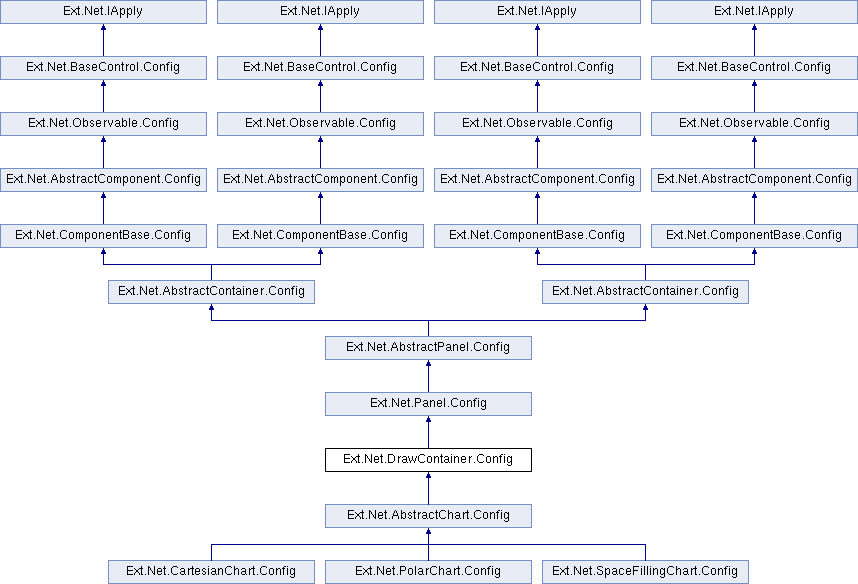 Ext.Net.IApply Ext.Net.IApply Ext.Net.IApply Ext.Net.IApply
Ext.Net.BaseControl.Config Ext.Net.BaseControl.Config Ext.Net.BaseControl.Config Ext.Net.BaseControl.Config
Ext.Net.Observable.Config Ext.Net.Observable.Config Ext.Net.Observable.Config Ext.Net.Observable.Config
Ext.Net.AbstractComponent.Config Ext.Net.AbstractComponent.Config Ext.Net.AbstractComponent.Config Ext.Net.AbstractComponent.Config
Ext.Net.ComponentBase.Config Ext.Net.ComponentBase.Config Ext.Net.ComponentBase.Config Ext.Net.ComponentBase.Config
Ext.Net.AbstractContainer.Config Ext.Net.AbstractContainer.Config
Ext.Net.AbstractPanel.Config
Ext.Net.Panel.Config
Ext.Net.DrawContainer.Config
Ext.Net.AbstractChart.Config
Ext.Net.CartesianChart.Config Ext.Net.PolarChart.Config Ext.Net.SpaceFillingChart.Config